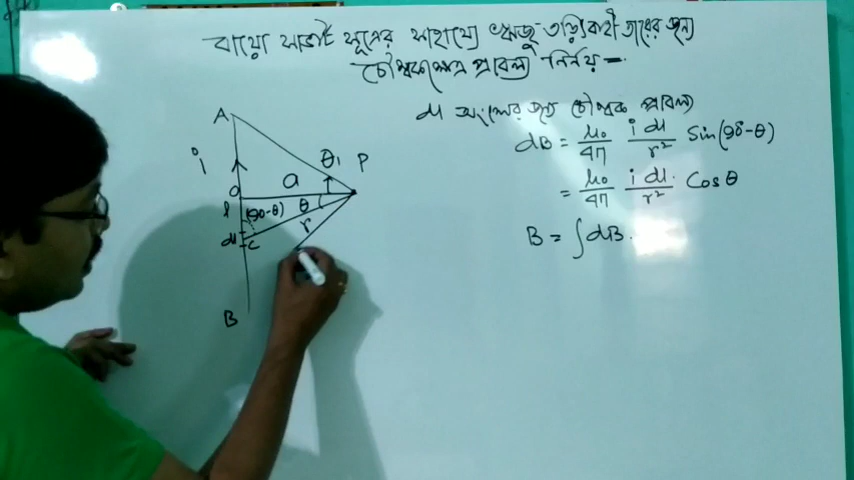 বায়ো সাভার্ট সূত্রের সাহায্যে ঋজু তড়িৎবাহী তারের জন্য
চৌম্বকক্ষেত্র প্রাবল্য নির্ণয় –
dl অংশের জন্য চৌম্বক প্রাবল্য
dB = μ₀/4π i dl/r² Sin(90-θ)
= μ₀/4π i dl/r² Cosθ
B = ∫dB.
A
i
θ₁ P
a
O
l (90-θ) θ
r
dl C
B